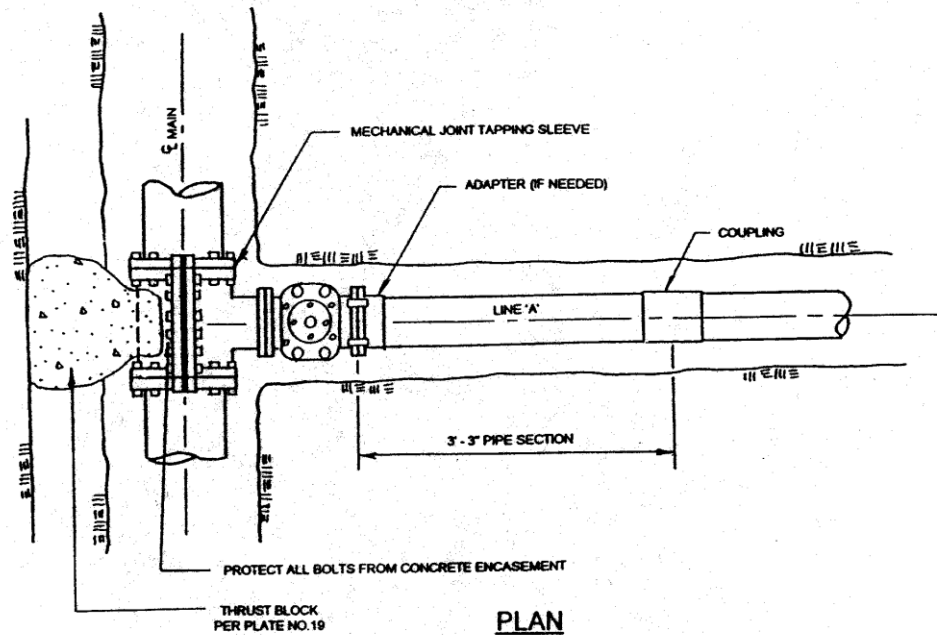 ℄ MAIN
MECHANICAL JOINT TAPPING SLEEVE
ADAPTER (IF NEEDED)
COUPLING
LINE 'A'
3' - 3" PIPE SECTION
PROTECT ALL BOLTS FROM CONCRETE ENCASEMENT
THRUST BLOCK
PER PLATE NO.19
PLAN